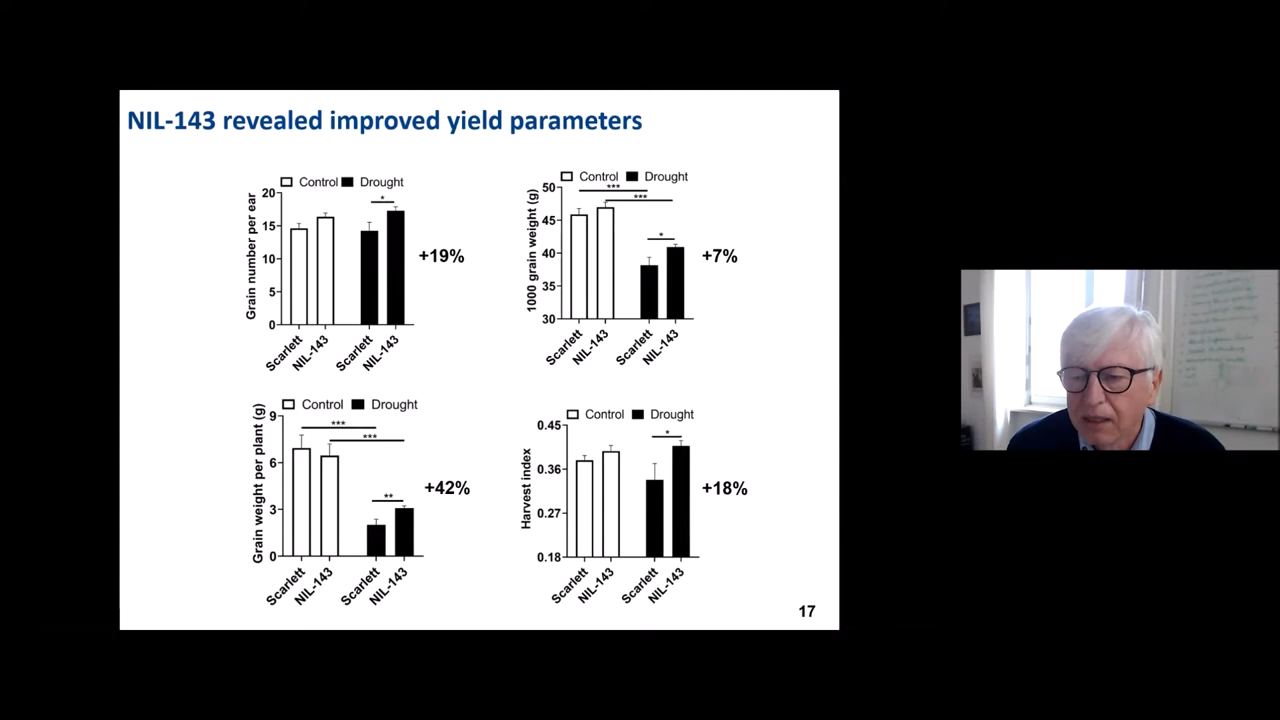 NIL-143 revealed improved yield parameters
Control Drought
Grain number per ear
20
15
10
5
0
*
+19%
Scarlett
NIL-143
Scarlett
NIL-143
Control Drought
1000 grain weight (g)
50
45
40
35
30
***
***
*
+7%
Scarlett
NIL-143
Scarlett
NIL-143
Control Drought
Grain weight per plant (g)
9
6
3
0
***
***
**
+42%
Scarlett
NIL-143
Scarlett
NIL-143
Control Drought
Harvest index
0.45
0.36
0.27
0.18
*
+18%
Scarlett
NIL-143
Scarlett
NIL-143
17